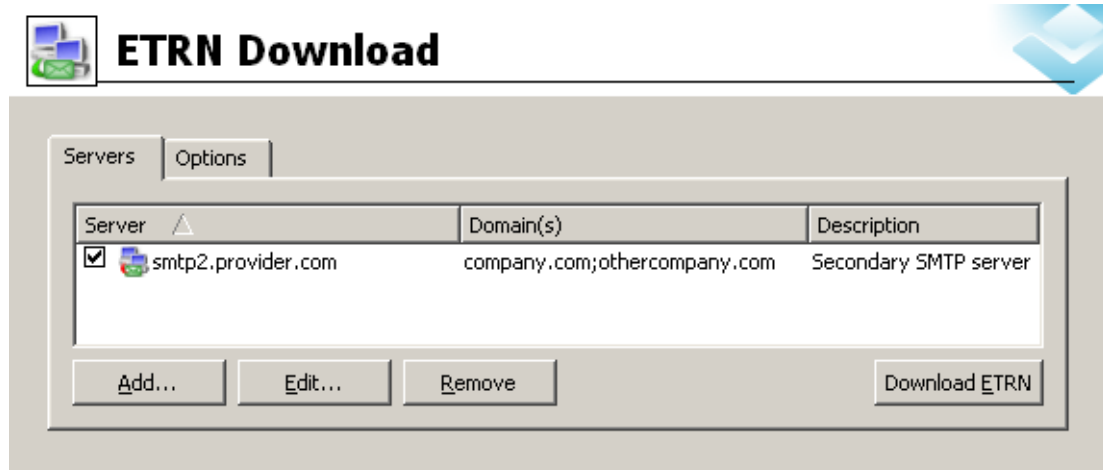 ETRN Download
Servers Options
Server Domain(s) Description
smtp2.provider.com company.com;othercompany.com Secondary SMTP server
Add... Edit... Remove Download ETRN